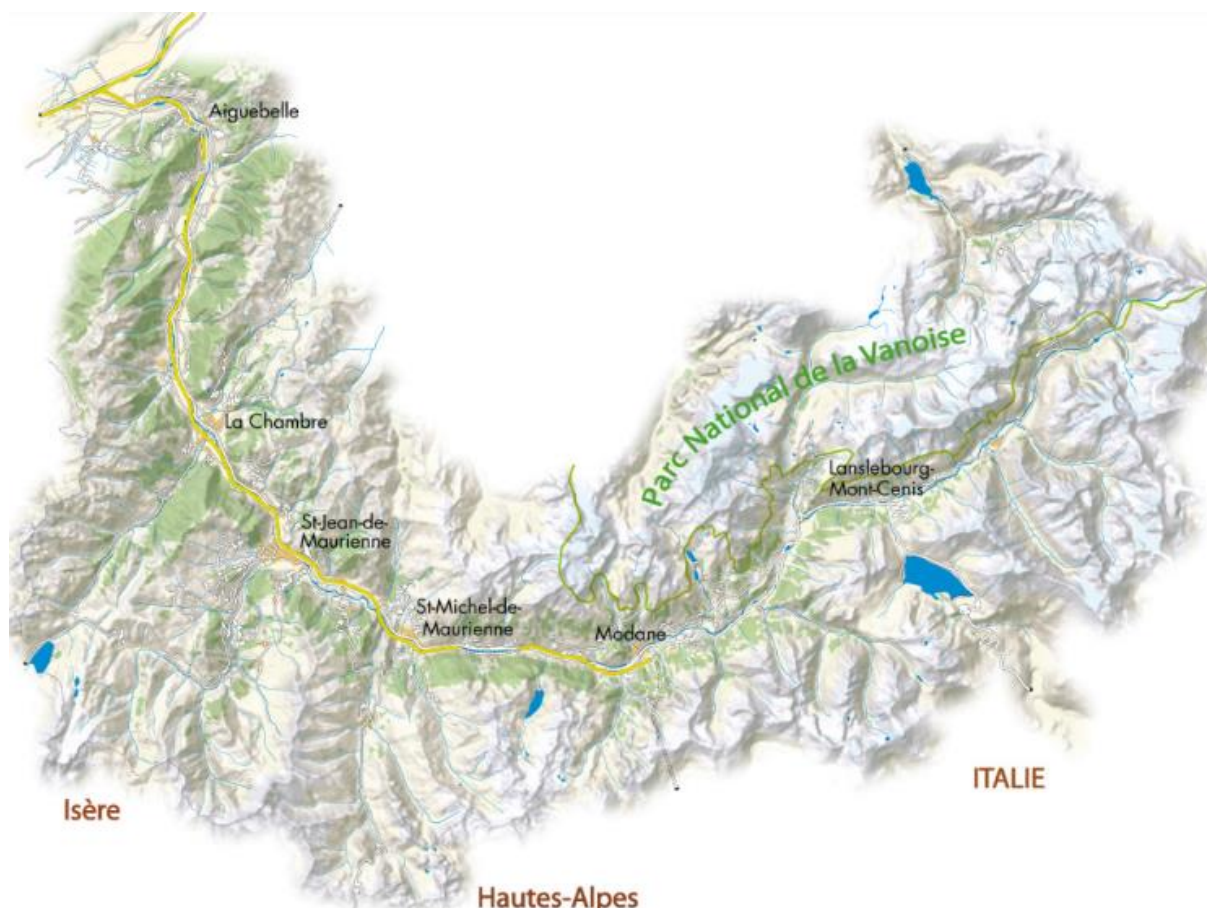 Aiguebelle
La Chambre
St-Jean-de-
Maurienne
St-Michel-de-
Maurienne
Modane
Parc National de la Vanoise
Lanslebourg-
Mont-Cenis
Isère
Hautes-Alpes
ITALIE